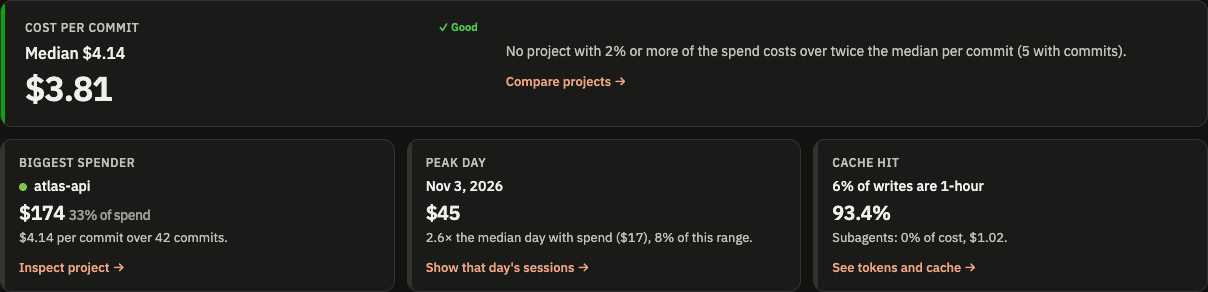 COST PER COMMIT
✓ Good
Median $4.14
$3.81
No project with 2% or more of the spend costs over twice the median per commit (5 with commits).
Compare projects →
BIGGEST SPENDER
atlas-api
$174 33% of spend
$4.14 per commit over 42 commits.
Inspect project →
PEAK DAY
Nov 3, 2026
$45
2.6× the median day with spend ($17), 8% of this range.
Show that day's sessions →
CACHE HIT
6% of writes are 1-hour
93.4%
Subagents: 0% of cost, $1.02.
See tokens and cache →